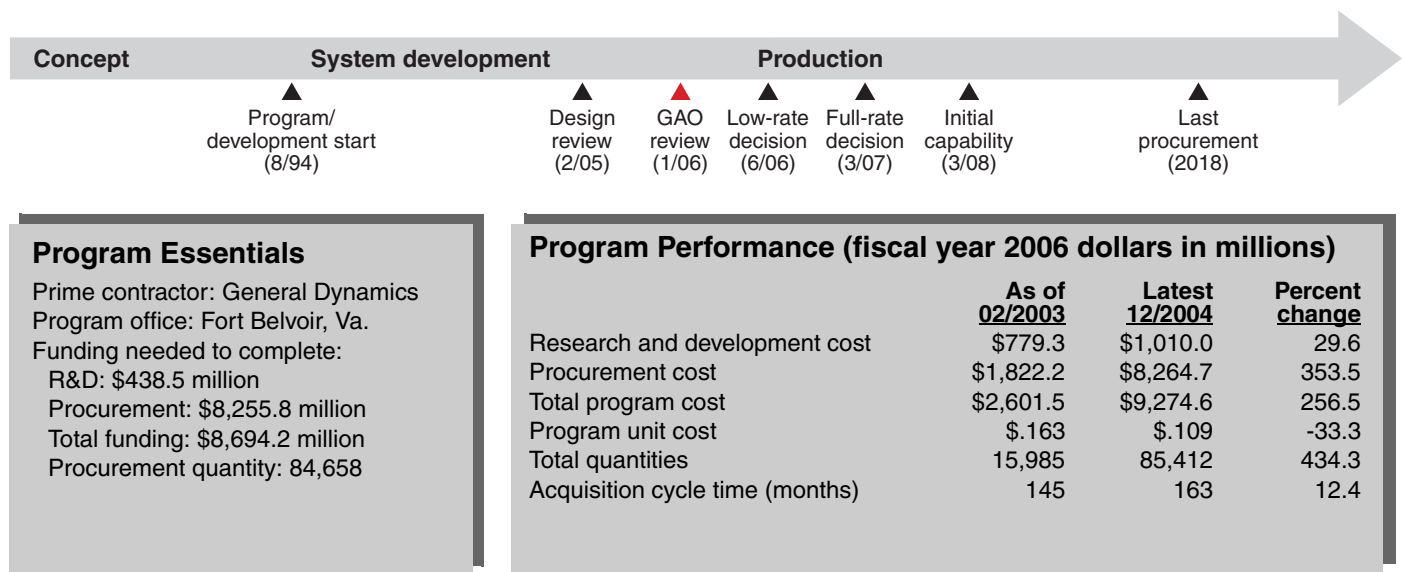 Concept System development Production
Program/
development start
(8/94)
Design
review
(2/05)
GAO
review
(1/06)
Low-rate
decision
(6/06)
Full-rate
decision
(3/07)
Initial
capability
(3/08)
Last
procurement
(2018)
Program Essentials
Prime contractor: General Dynamics
Program office: Fort Belvoir, Va.
Funding needed to complete:
R&D: $438.5 million
Procurement: $8,255.8 million
Total funding: $8,694.2 million
Procurement quantity: 84,658
Program Performance (fiscal year 2006 dollars in millions)
As of Latest Percent
02/2003 12/2004 change
Research and development cost $779.3 $1,010.0 29.6
Procurement cost $1,822.2 $8,264.7 353.5
Total program cost $2,601.5 $9,274.6 256.5
Program unit cost $.163 $.109 -33.3
Total quantities 15,985 85,412 434.3
Acquisition cycle time (months) 145 163 12.4